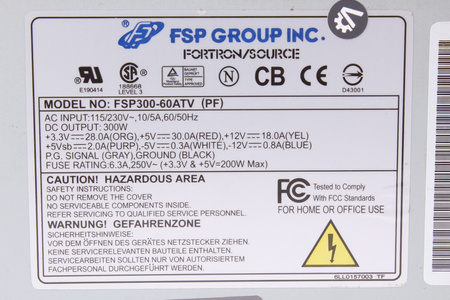 FSP GROUP INC.
FORTRON/SOURCE
E190414
188668
LEVEL 3
N
CB
CE
D43001
MODEL NO: FSP300-60ATV (PF)
AC INPUT:115/230V~,10/5A,60/50Hz
DC OUTPUT: 300W
+3.3V⎓28.0A(ORG), +5V⎓30.0A(RED),+12V⎓18.0A(YEL)
+5Vsb⎓2.0A(PURP), -5V⎓0.3A(WHITE),-12V⎓0.8A(BLUE)
P.G. SIGNAL (GRAY),GROUND (BLACK)
FUSE RATING:6.3A,250V~ (+3.3V & +5V=200W Max)
CAUTION! HAZARDOUS AREA
SAFETY INSTRUCTIONS:
DO NOT REMOVE THE COVER
NO SERVICEABLE COMPONENTS INSIDE.
REFER SERVICING TO QUALIFIED SERVICE PERSONNEL.
FCC Tested to Comply
With FCC Standards
FOR HOME OR OFFICE USE
WARNUNG! GEFAHRENZONE
SICHERHEITSHINWEISE:
VOR DEM ÖFFNEN DES GERÄTES NETZSTECKER ZIEHEN.
KEINE SERVICERELEVANTEN BAUTEILE ENTHALTEN.
SERVICE SOLLTEN NUR VON AUTORISIERTEM
FACHPERSONAL DURCHGEFÜHRT WERDEN.
6LL0157003 TF